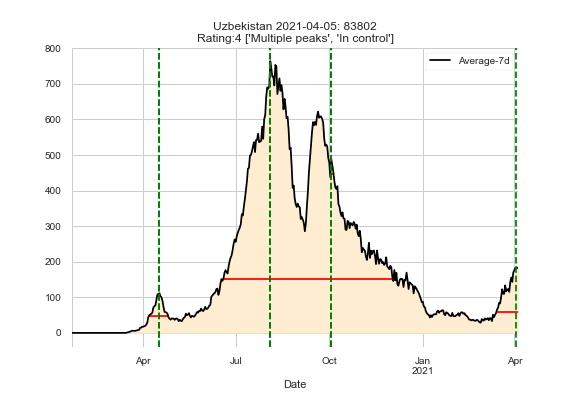 Uzbekistan 2021-04-05: 83802
Rating:4 ['Multiple peaks', 'In control']
Average-7d
800
700
600
500
400
300
200
100
0
Apr
Jul
Oct
Jan
2021
Apr
Date